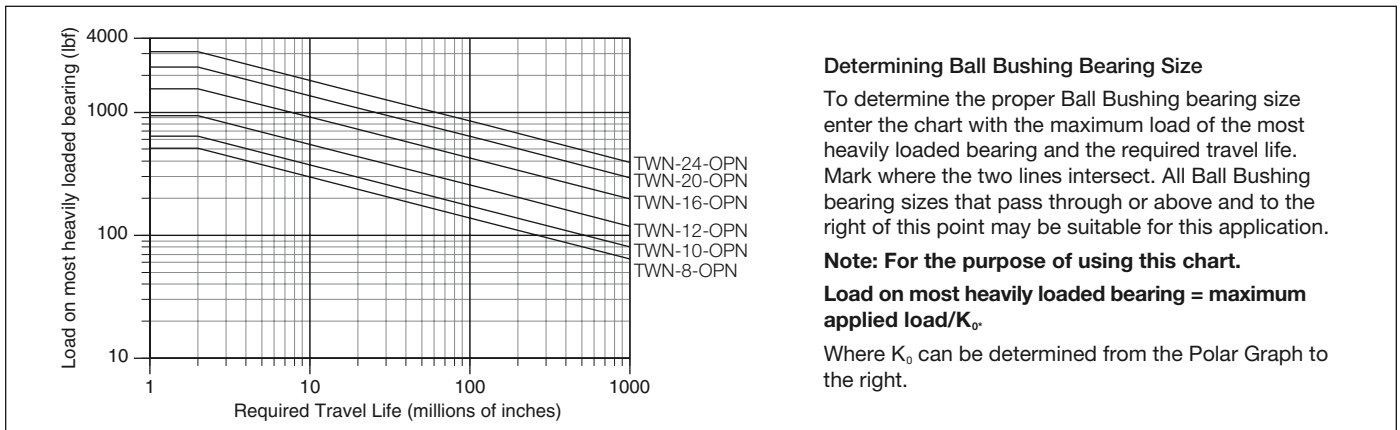 Load on most heavily loaded bearing (lbf)
4000
1000
100
10
1
10
100
1000
Required Travel Life (millions of inches)
TWN-24-OPN
TWN-20-OPN
TWN-16-OPN
TWN-12-OPN
TWN-10-OPN
TWN-8-OPN
Determining Ball Bushing Bearing Size
To determine the proper Ball Bushing bearing size
enter the chart with the maximum load of the most
heavily loaded bearing and the required travel life.
Mark where the two lines intersect. All Ball Bushing
bearing sizes that pass through or above and to the
right of this point may be suitable for this application.
Note: For the purpose of using this chart.
Load on most heavily loaded bearing = maximum
applied load/K₀.
Where K₀ can be determined from the Polar Graph to
the right.